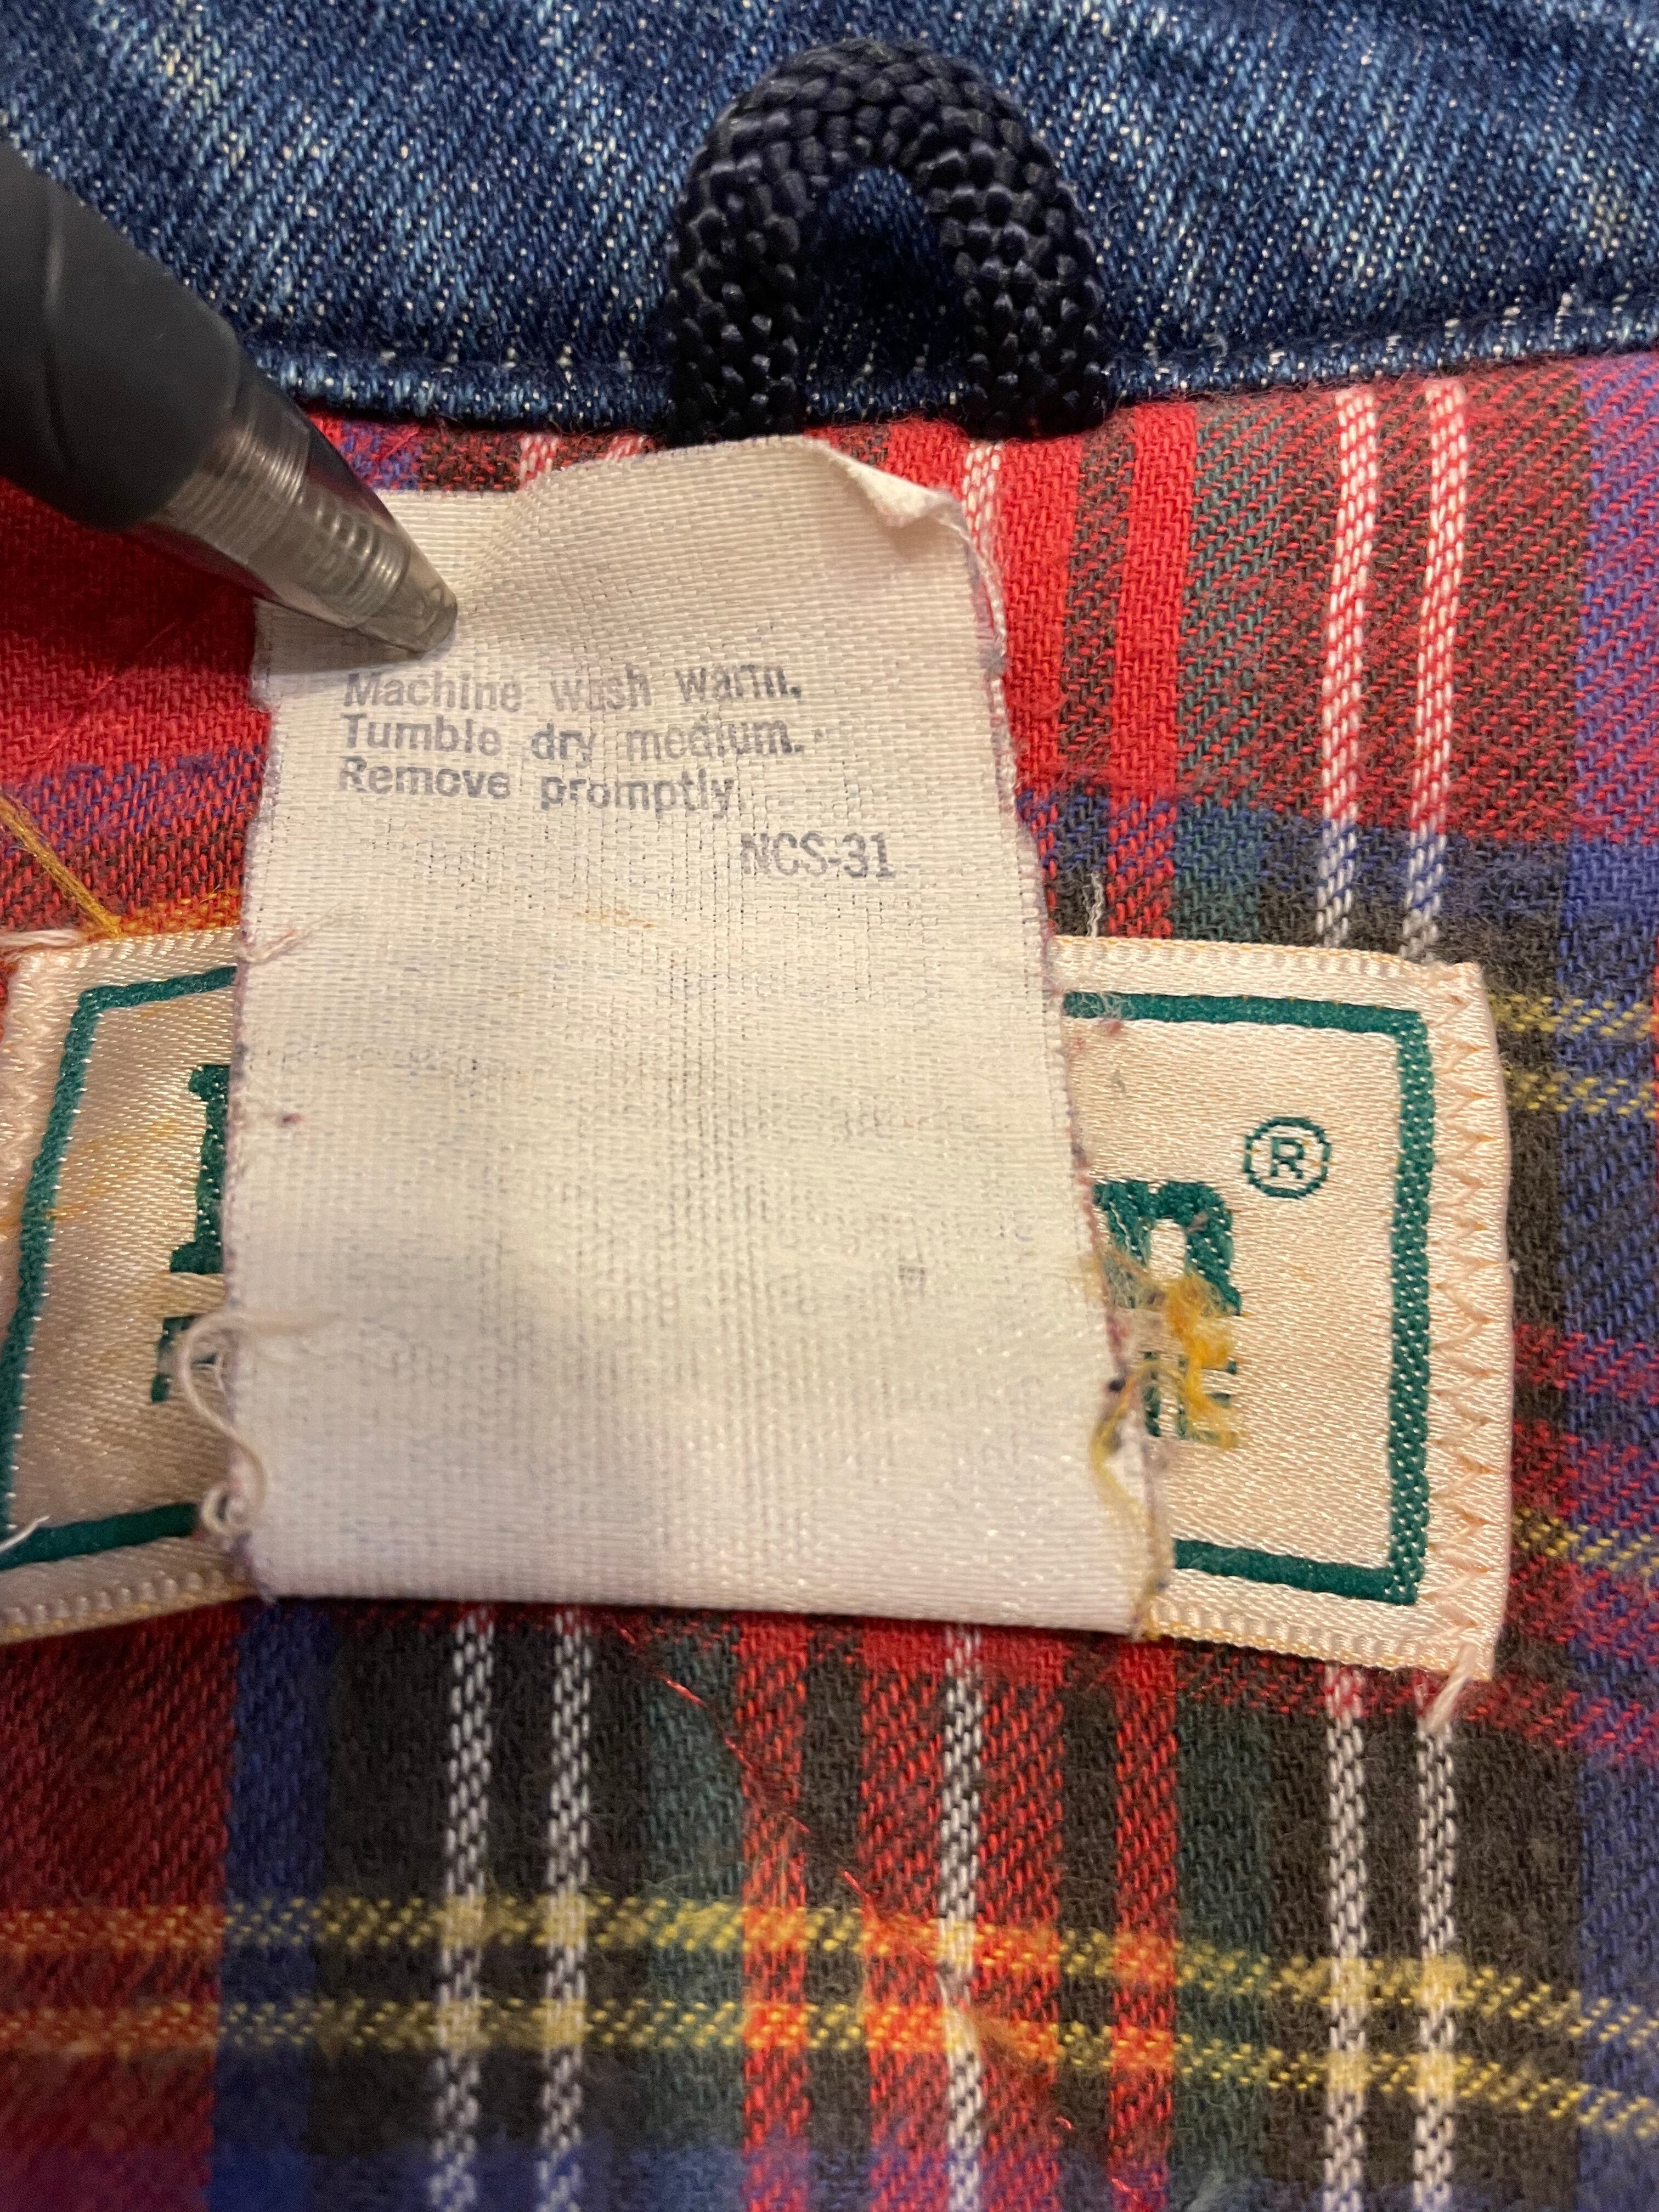 Machine wash warm.
Tumble dry medium.
Remove promptly.
NCS-31
®